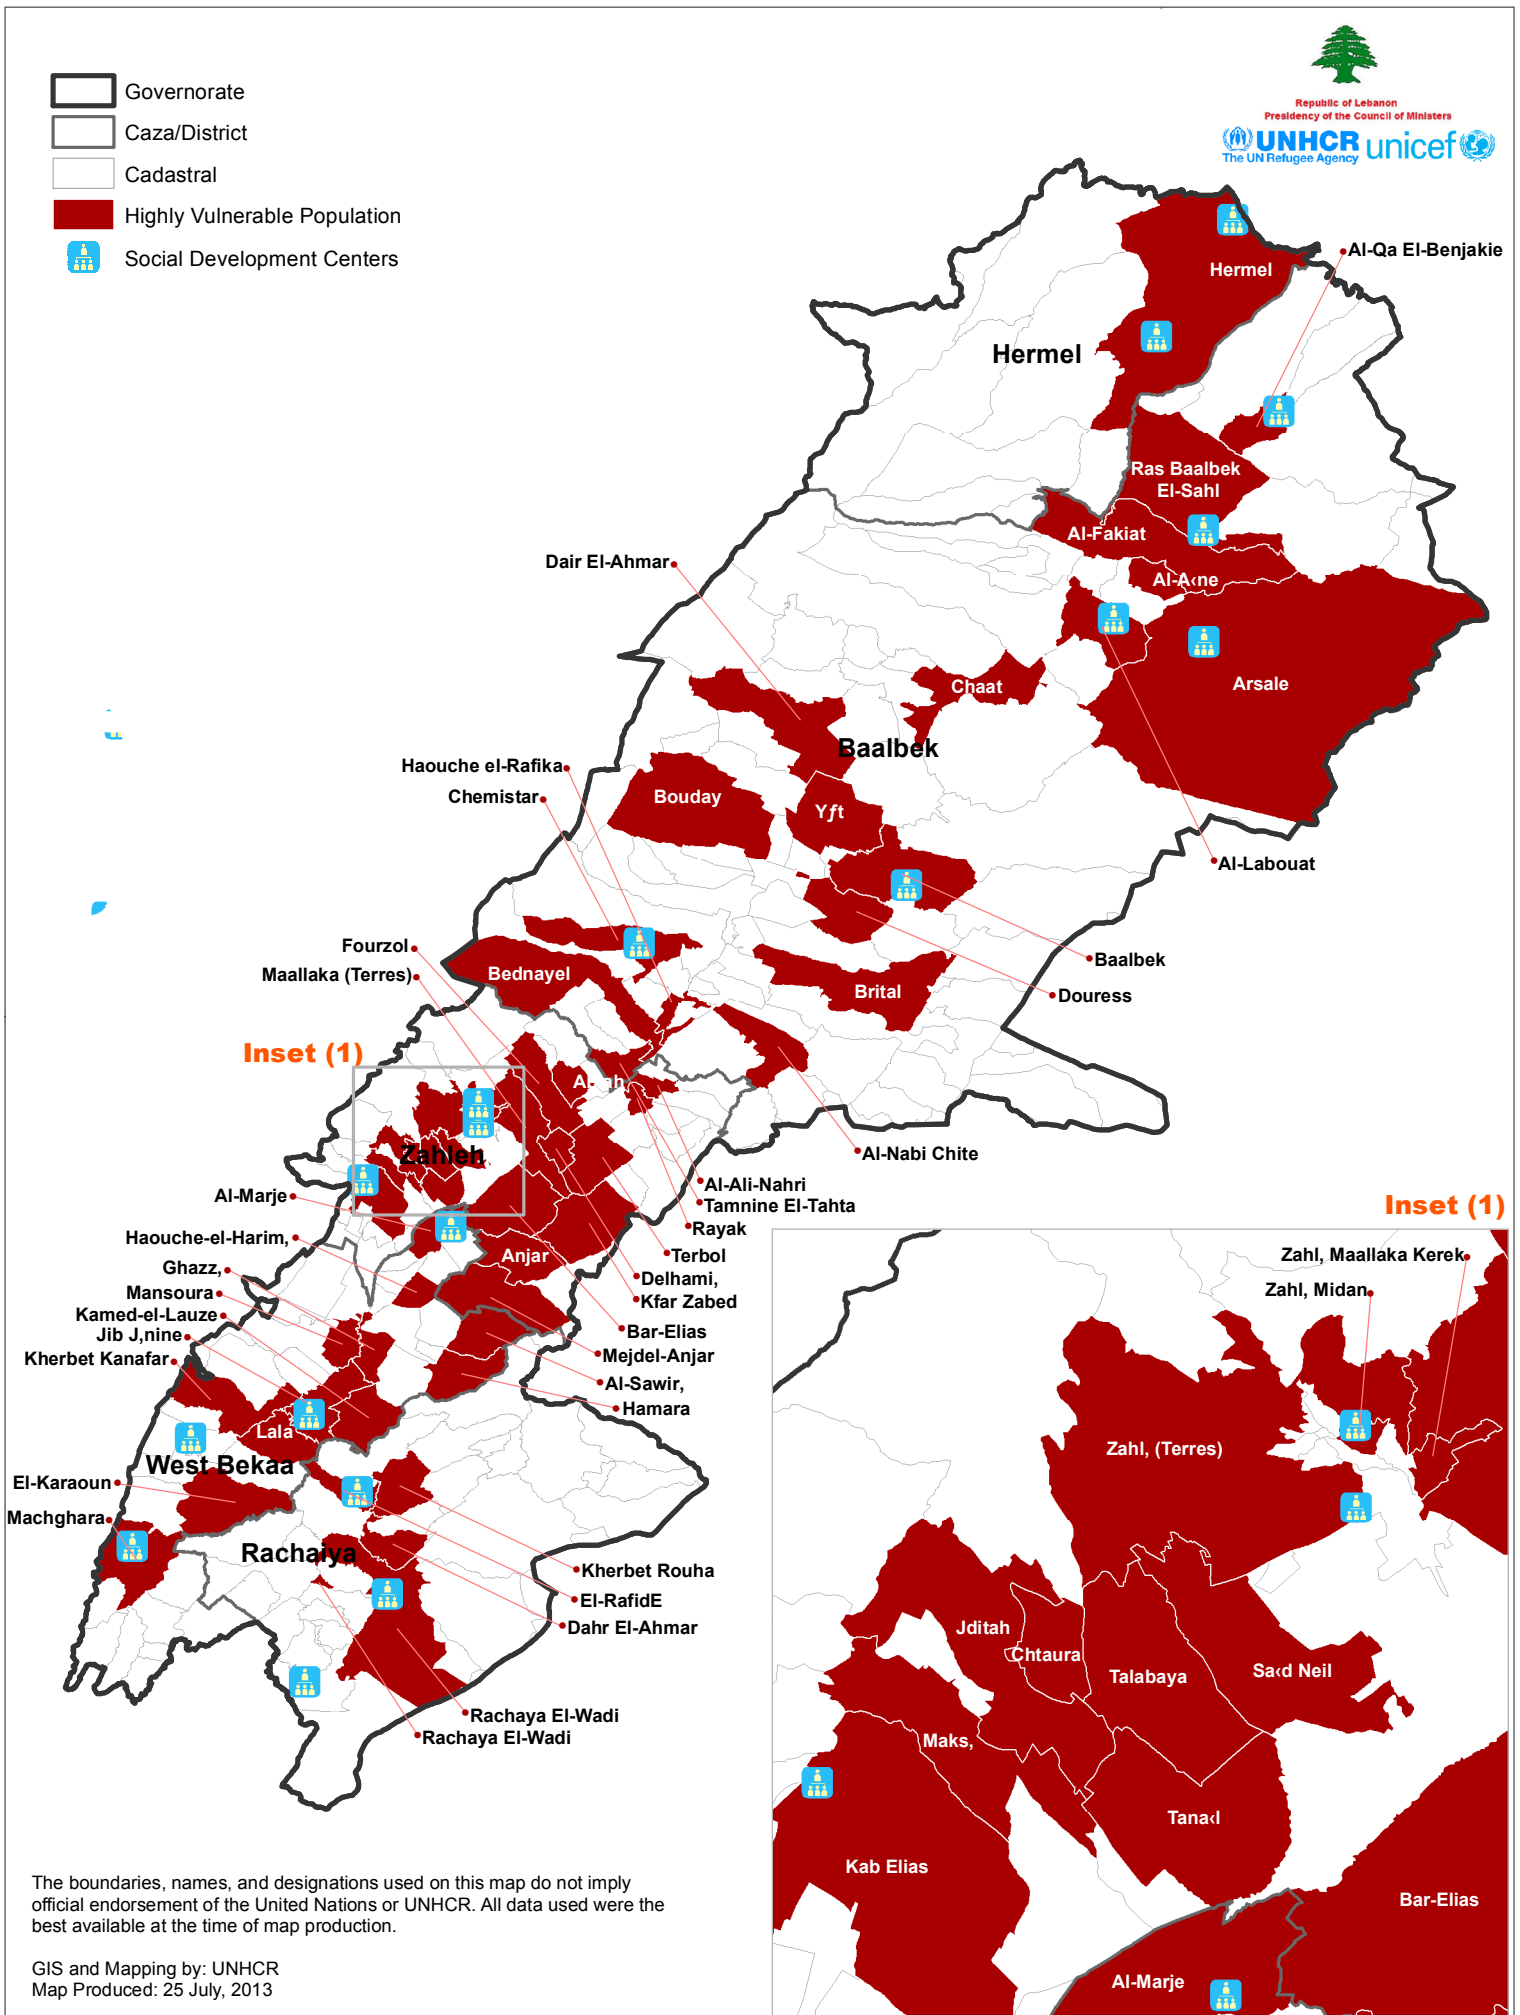 Governorate
Caza/District
Cadastral
Highly Vulnerable Population
Social Development Centers
Republic of Lebanon
Presidency of the Council of Ministers
UNHCR
The UN Refugee Agency
unicef
Al-Qa El-Benjakie
Hermel
Hermel
Ras Baalbek
El-Sahl
Al-Fakiat
Dair El-Ahmar
Al-A‹ne
Arsale
Chaat
Baalbek
Haouche el-Rafika
Chemistar
Bouday
Yƒt
Al-Labouat
Fourzol
Maallaka (Terres)
Bednayel
Brital
Baalbek
Douress
Inset (1)
Zahleh
Al-Nabi Chite
Al-Ali-Nahri
Tamnine El-Tahta
Rayak
Terbol
Delhami,
Kfar Zabed
Bar-Elias
Mejdel-Anjar
Al-Sawir,
Hamara
Al-Marje
Haouche-el-Harim,
Ghazz,
Mansoura
Kamed-el-Lauze
Jib J,nine
Kherbet Kanafar
Anjar
Lala
West Bekaa
El-Karaoun
Machghara
Rachaiya
Kherbet Rouha
El-RafidE
Dahr El-Ahmar
Rachaya El-Wadi
Rachaya El-Wadi
Inset (1)
Zahl, Maallaka Kerek
Zahl, Midan
Zahl, (Terres)
Jditah
Chtaura
Talabaya
Sa‹d Neil
Maks,
Tana‹l
Kab Elias
Bar-Elias
Al-Marje
The boundaries, names, and designations used on this map do not imply
official endorsement of the United Nations or UNHCR. All data used were the
best available at the time of map production.
GIS and Mapping by: UNHCR
Map Produced: 25 July, 2013